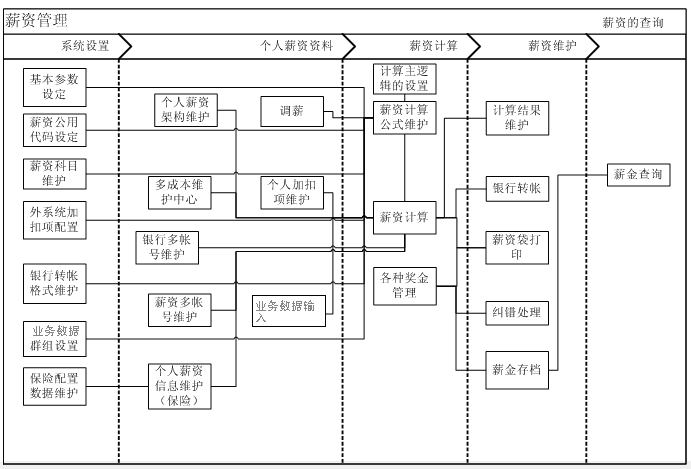 薪资管理
薪资的查询
系统设置
个人薪资资料
薪资计算
薪资维护
基本参数
设定
薪资公用
代码设定
薪资科目
维护
外系统加
扣项配置
银行转帐
格式维护
业务数据
群组设置
保险配置
数据维护
个人薪资
架构维护
多成本维
护中心
银行多帐
号维护
薪资多帐
号维护
个人薪资
信息维护
（保险）
调薪
个人加扣
项维护
业务数据输
入
计算主逻
辑的设置
薪资计算
公式维护
薪资计算
各种奖金
管理
计算结果
维护
银行转帐
薪资袋打
印
纠错处理
薪金存档
薪金查询